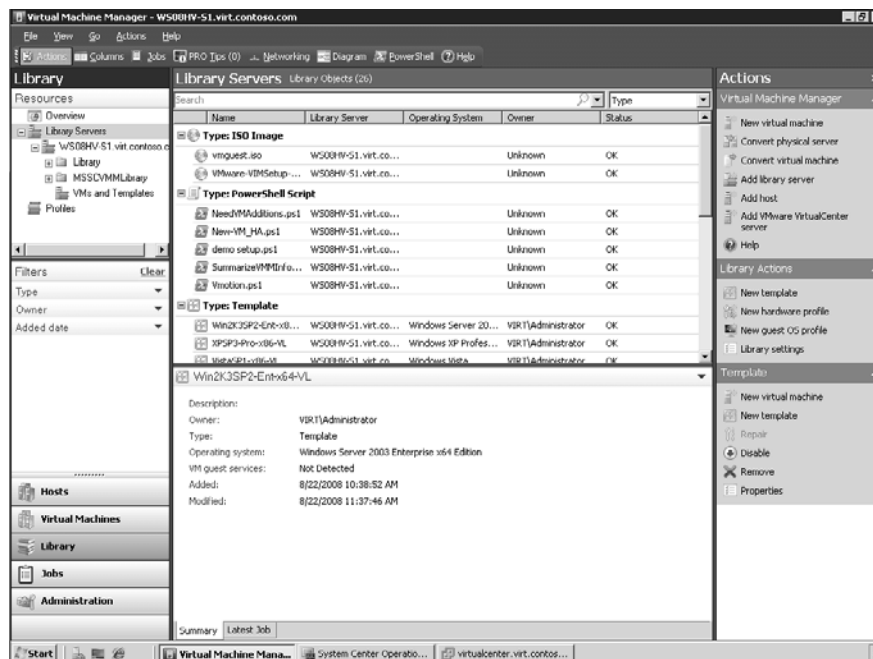 Virtual Machine Manager - WS08HV-S1.virt.contoso.com
File View Go Actions Help
Actions Columns Jobs PRO Tips (0) Networking Diagram PowerShell Help
Library
Resources
Overview
Library Servers
WS08HV-S1.virt.contoso.c
Library
MSSCVMMLibrary
VMs and Templates
Profiles
Filters Clear
Type
Owner
Added date
Hosts
Virtual Machines
Library
Jobs
Administration
Library Servers Library Objects (26)
Search Type
Name Library Server Operating System Owner Status
Type: ISO Image
vmguest.iso WS08HV-S1.virt.co... Unknown OK
VMware-VIMSetup-... WS08HV-S1.virt.co... Unknown OK
Type: PowerShell Script
NeedVMAdditions.ps1 WS08HV-S1.virt.co... Unknown OK
New-VM_HA.ps1 WS08HV-S1.virt.co... Unknown OK
demo setup.ps1 WS08HV-S1.virt.co... Unknown OK
SummarizeVMMInfo... WS08HV-S1.virt.co... Unknown OK
Vmotion.ps1 WS08HV-S1.virt.co... Unknown OK
Type: Template
Win2K3SP2-Ent-x8... WS08HV-S1.virt.co... Windows Server 20... VIRT\Administrator OK
XPSP3-Pro-x86-VL WS08HV-S1.virt.co... Windows XP Profes... VIRT\Administrator OK
VistaSP1-x86-VL WS08HV-S1.virt.co... Windows Vista VIRT\Administrator OK
Win2K3SP2-Ent-x64-VL
Description:
Owner: VIRT\Administrator
Type: Template
Operating system: Windows Server 2003 Enterprise x64 Edition
VM guest services: Not Detected
Added: 8/22/2008 10:38:52 AM
Modified: 8/22/2008 11:37:46 AM
Summary Latest Job
Actions
Virtual Machine Manager
New virtual machine
Convert physical server
Convert virtual machine
Add library server
Add host
Add VMware VirtualCenter
server
Help
Library Actions
New template
New hardware profile
New guest OS profile
Library settings
Template
New virtual machine
New template
Repair
Disable
Remove
Properties
Start Virtual Machine Mana... System Center Operatio... virtualcenter.virt.contos...